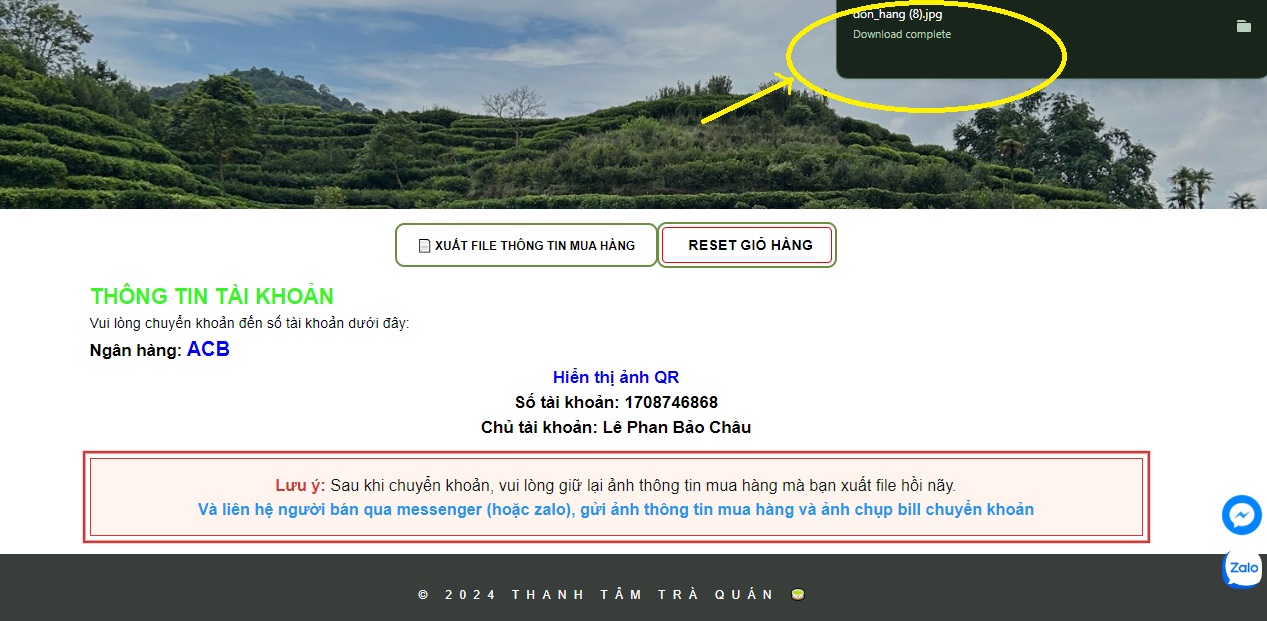 don_hang (8).jpg
Download complete
XUẤT FILE THÔNG TIN MUA HÀNG
RESET GIỎ HÀNG
THÔNG TIN TÀI KHOẢN
Vui lòng chuyển khoản đến số tài khoản dưới đây:
Ngân hàng: ACB
Hiển thị ảnh QR
Số tài khoản: 1708746868
Chủ tài khoản: Lê Phan Bảo Châu
Lưu ý: Sau khi chuyển khoản, vui lòng giữ lại ảnh thông tin mua hàng mà bạn xuất file hồi nãy.
Và liên hệ người bán qua messenger (hoặc zalo), gửi ảnh thông tin mua hàng và ảnh chụp bill chuyển khoản
Zalo
© 2024 THANH TÂM TRÀ QUÁN